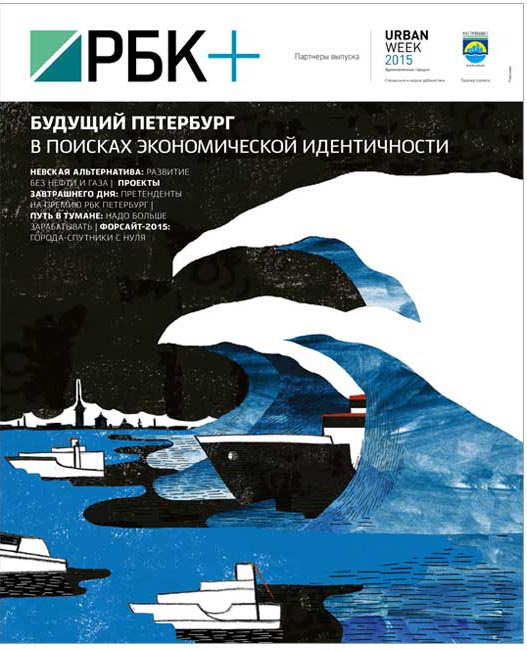 РБК+
Партнеры выпуска
URBAN
WEEK
2015
БУДУЩИЙ ПЕТЕРБУРГ
В ПОИСКАХ ЭКОНОМИЧЕСКОЙ ИДЕНТИЧНОСТИ
НЕВСКАЯ АЛЬТЕРНАТИВА: РАЗВИТИЕ
БЕЗ НЕФТИ И ГАЗА | ПРОЕКТЫ
ЗАВТРАШНЕГО ДНЯ: ПРЕТЕНДЕНТЫ
НА ПРЕМИЮ РБК ПЕТЕРБУРГ |
ПУТЬ В ТУМАНЕ: НАДО БОЛЬШЕ
ЗАРАБАТЫВАТЬ | ФОРСАЙТ-2015:
ГОРОДА-СПУТНИКИ С НУЛЯ